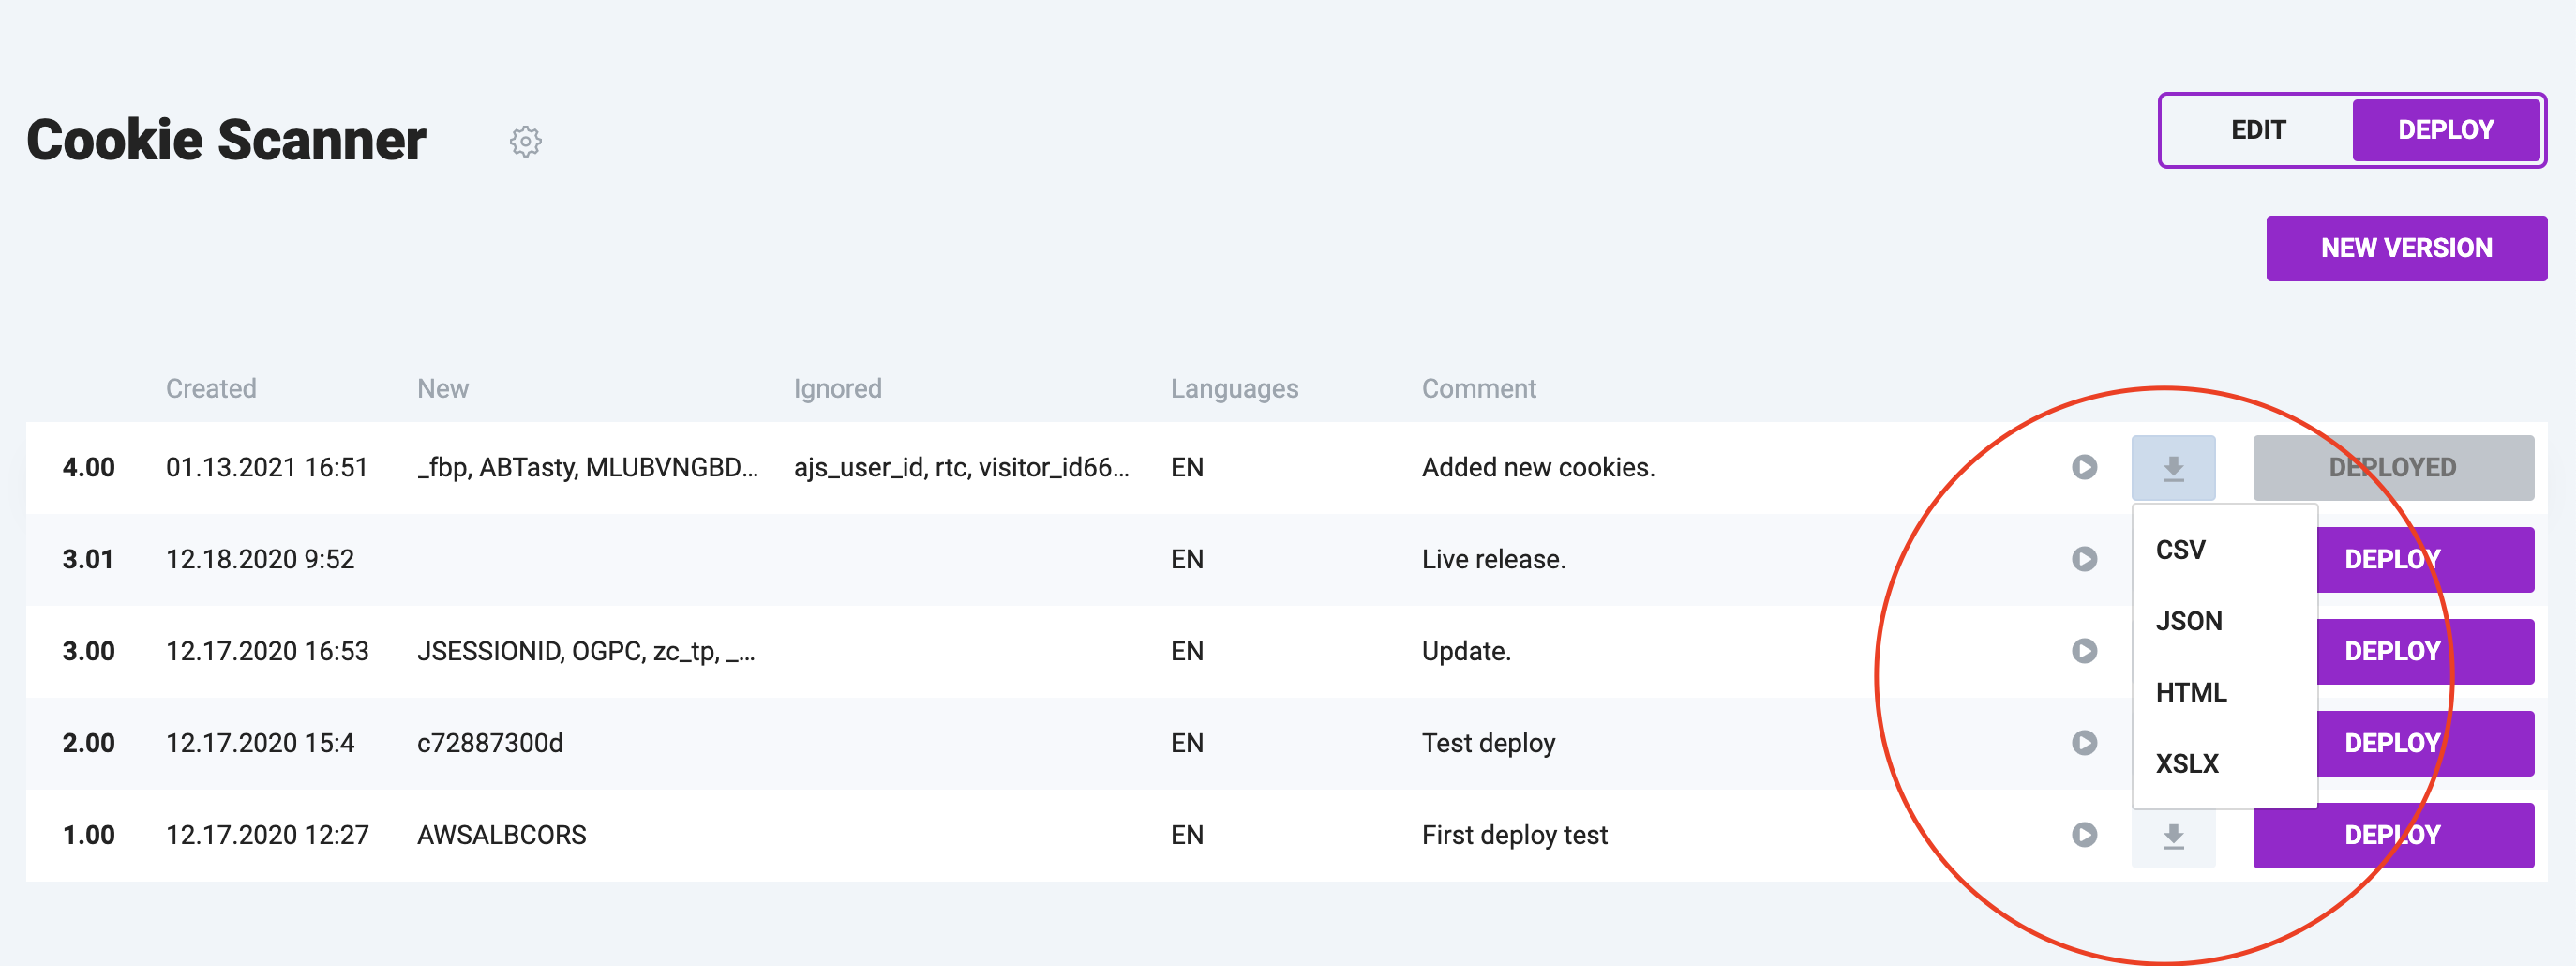 Cookie Scanner
EDIT DEPLOY
NEW VERSION
Created New Ignored Languages Comment
4.00 01.13.2021 16:51 _fbp, ABTasty, MLUBVNGBD... ajs_user_id, rtc, visitor_id66... EN Added new cookies. DEPLOYED
CSV
3.01 12.18.2020 9:52 EN Live release. DEPLOY
JSON
3.00 12.17.2020 16:53 JSESSIONID, OGPC, zc_tp, _... EN Update. DEPLOY
HTML
2.00 12.17.2020 15:4 c72887300d EN Test deploy DEPLOY
XSLX
1.00 12.17.2020 12:27 AWSALBCORS EN First deploy test DEPLOY